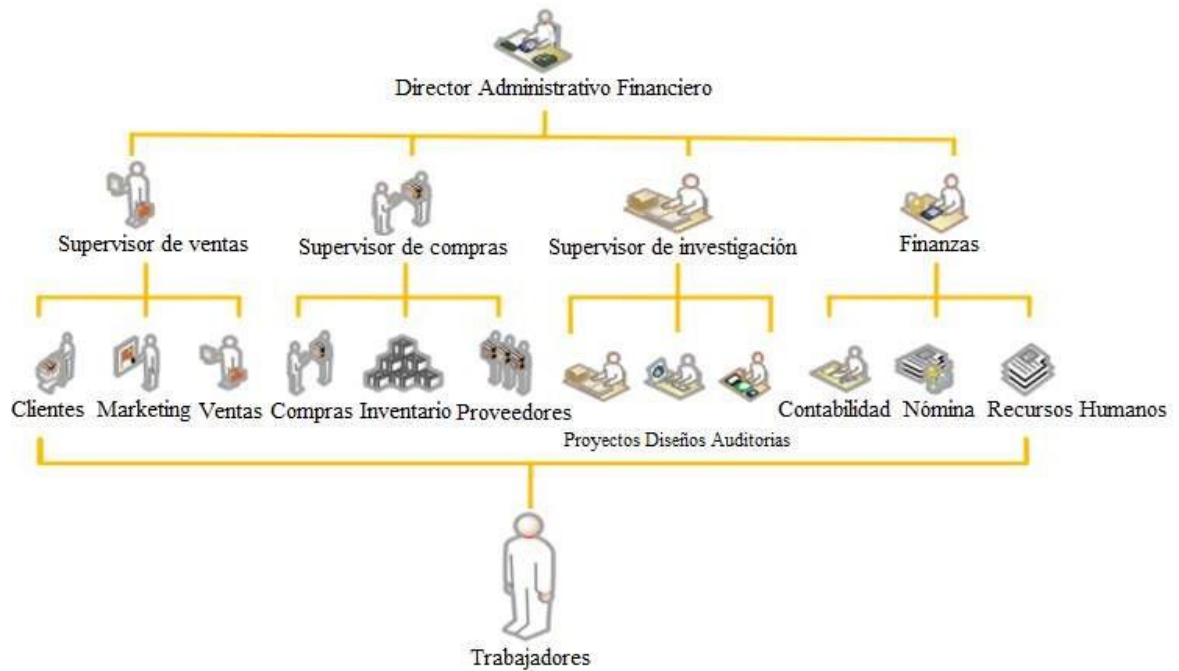 Director Administrativo Financiero
Supervisor de ventas
Supervisor de compras
Supervisor de investigación
Finanzas
Clientes
Marketing
Ventas
Compras
Inventario
Proveedores
Proyectos Diseños Auditorias
Contabilidad
Nómina
Recursos Humanos
Trabajadores